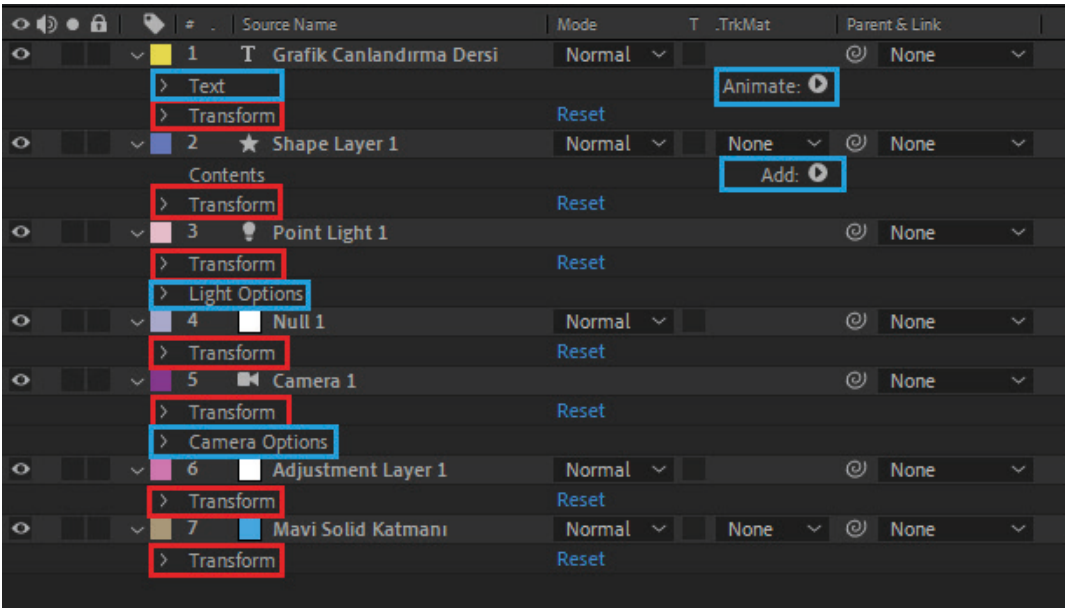 # . Source Name Mode T .TrkMat Parent & Link
1 T Grafik Canlandırma Dersi Normal None
Text Animate:
Transform Reset
2 Shape Layer 1 Normal None None
Contents Add:
Transform Reset
3 Point Light 1 None
Transform Reset
Light Options
4 Null 1 Normal None
Transform Reset
5 Camera 1 None
Transform Reset
Camera Options
6 Adjustment Layer 1 Normal None
Transform Reset
7 Mavi Solid Katmanı Normal None None
Transform Reset